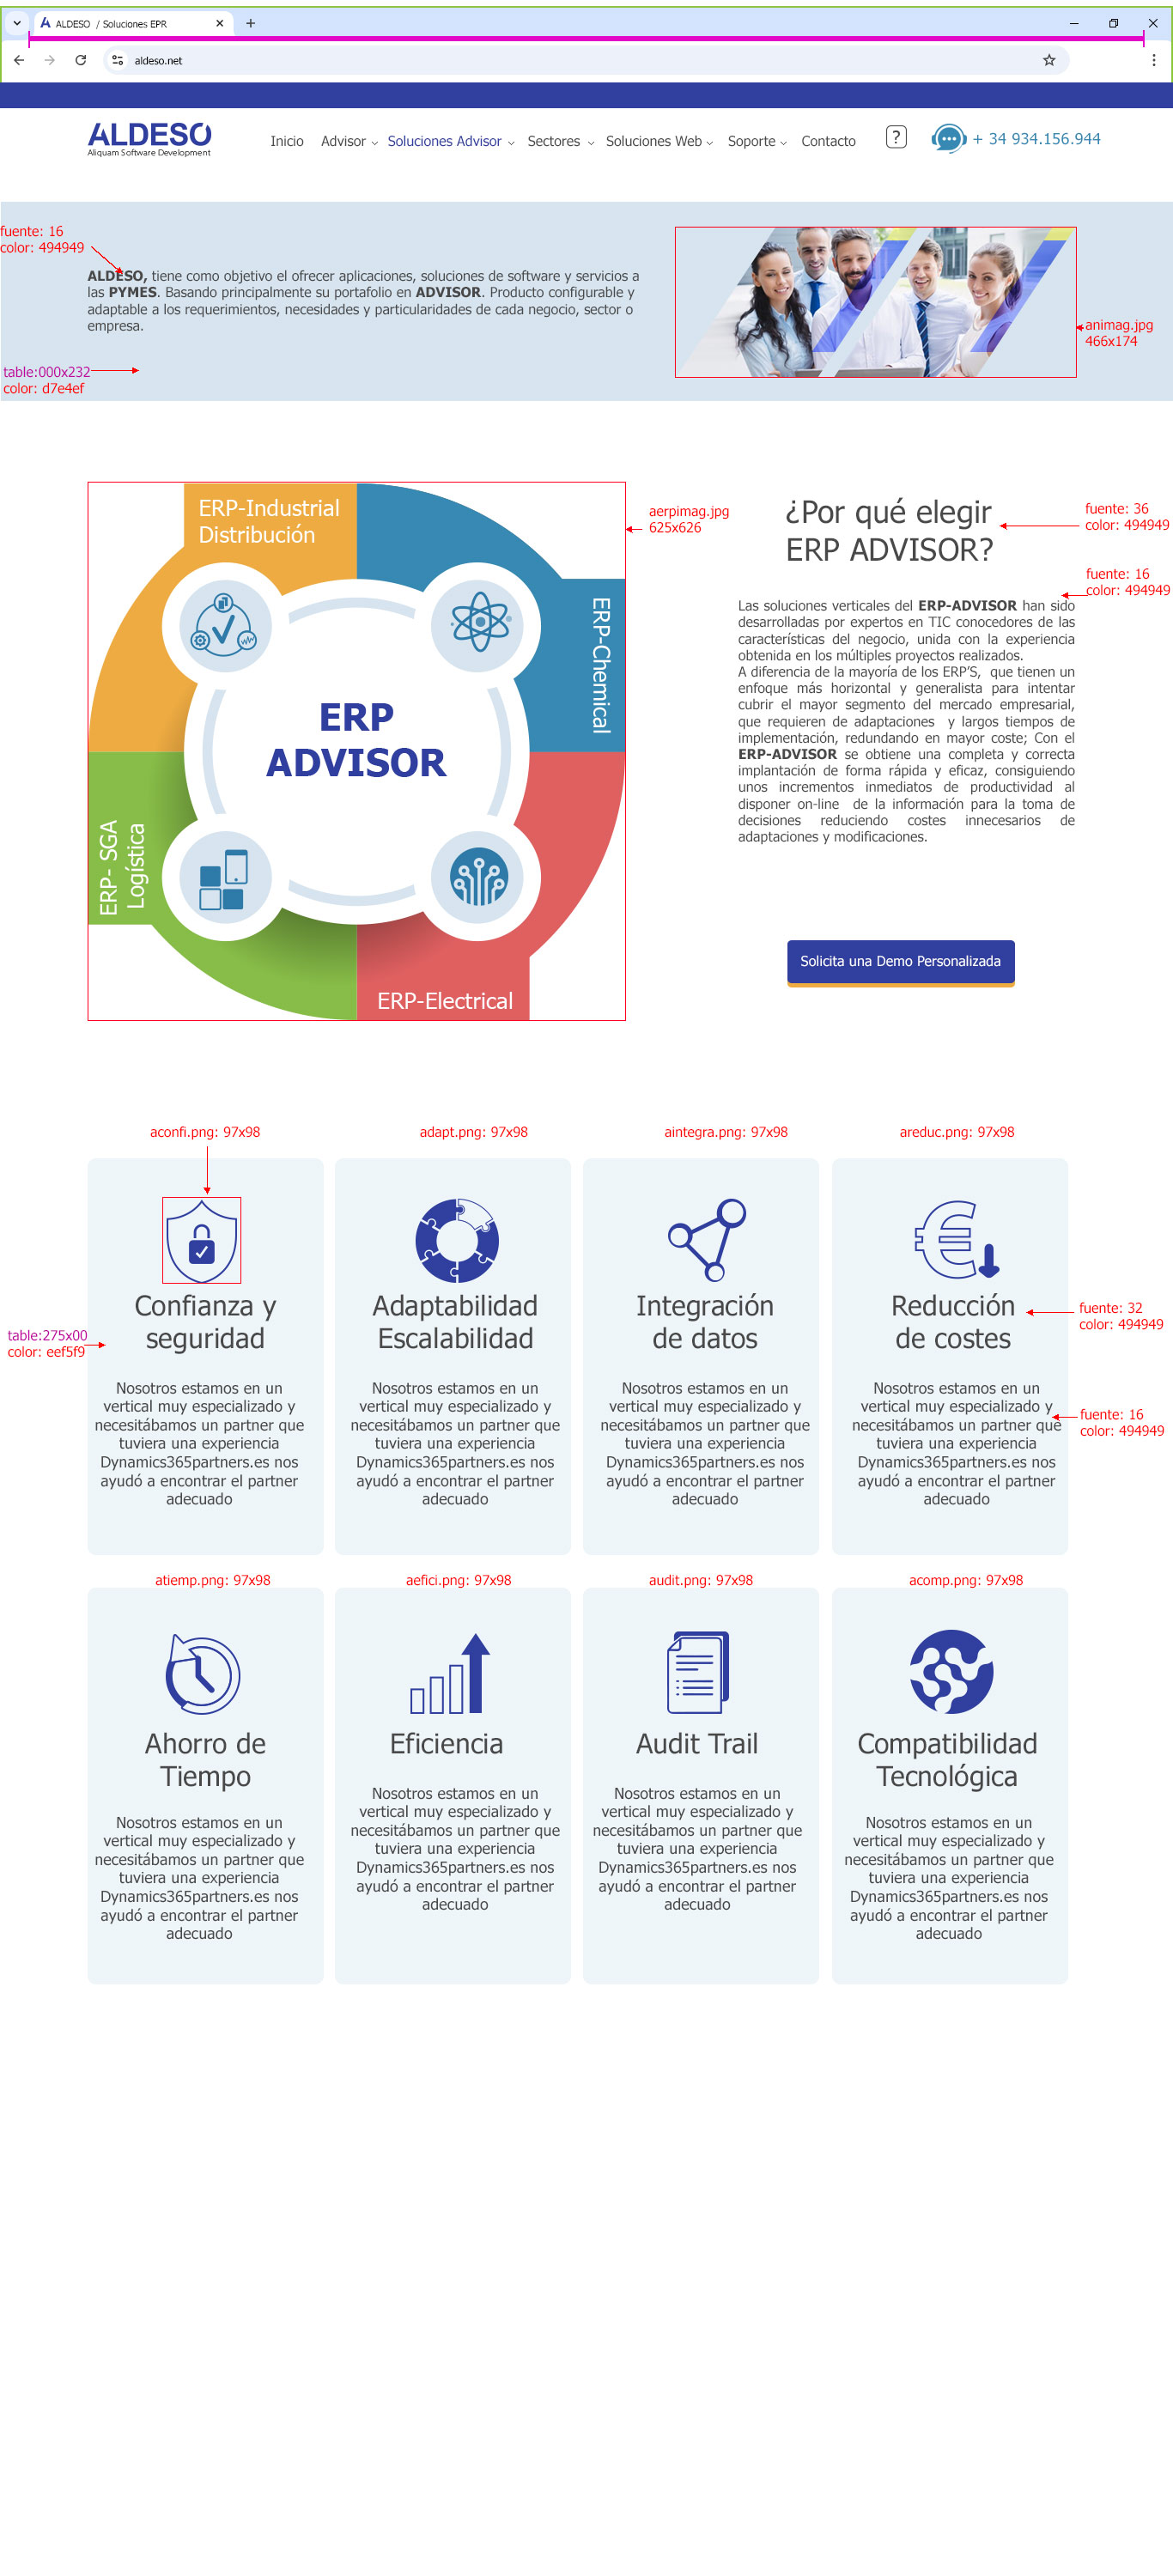 ALDESO / Soluciones EPR
aldeso.net
ALDESO
Aliquam Software Development
Inicio Advisor Soluciones Advisor Sectores Soluciones Web Soporte Contacto ? + 34 934.156.944
fuente: 16
color: 494949
ALDESO, tiene como objetivo el ofrecer aplicaciones, soluciones de software y servicios a
las PYMES. Basando principalmente su portafolio en ADVISOR. Producto configurable y
adaptable a los requerimientos, necesidades y particularidades de cada negocio, sector o
empresa.
animag.jpg
466x174
table:000x232
color: d7e4ef
ERP-Industrial
Distribución
ERP-Chemical
ERP
ADVISOR
ERP- SGA
Logística
ERP-Electrical
aerpimag.jpg
625x626
¿Por qué elegir
ERP ADVISOR?
fuente: 36
color: 494949
fuente: 16
color: 494949
Las soluciones verticales del ERP-ADVISOR han sido
desarrolladas por expertos en TIC conocedores de las
características del negocio, unida con la experiencia
obtenida en los múltiples proyectos realizados.
A diferencia de la mayoría de los ERP'S, que tienen un
enfoque más horizontal y generalista para intentar
cubrir el mayor segmento del mercado empresarial,
que requieren de adaptaciones y largos tiempos de
implementación, redundando en mayor coste; Con el
ERP-ADVISOR se obtiene una completa y correcta
implantación de forma rápida y eficaz, consiguiendo
unos incrementos inmediatos de productividad al
disponer on-line de la información para la toma de
decisiones reduciendo costes innecesarios de
adaptaciones y modificaciones.
Solicita una Demo Personalizada
aconfi.png: 97x98
adapt.png: 97x98
aintegra.png: 97x98
areduc.png: 97x98
Confianza y
seguridad
Nosotros estamos en un
vertical muy especializado y
necesitábamos un partner que
tuviera una experiencia
Dynamics365partners.es nos
ayudó a encontrar el partner
adecuado
table:275x00
color: eef5f9
Adaptabilidad
Escalabilidad
Nosotros estamos en un
vertical muy especializado y
necesitábamos un partner que
tuviera una experiencia
Dynamics365partners.es nos
ayudó a encontrar el partner
adecuado
Integración
de datos
Nosotros estamos en un
vertical muy especializado y
necesitábamos un partner que
tuviera una experiencia
Dynamics365partners.es nos
ayudó a encontrar el partner
adecuado
Reducción
de costes
Nosotros estamos en un
vertical muy especializado y
necesitábamos un partner que
tuviera una experiencia
Dynamics365partners.es nos
ayudó a encontrar el partner
adecuado
fuente: 32
color: 494949
fuente: 16
color: 494949
atiemp.png: 97x98
aefici.png: 97x98
audit.png: 97x98
acomp.png: 97x98
Ahorro de
Tiempo
Nosotros estamos en un
vertical muy especializado y
necesitábamos un partner que
tuviera una experiencia
Dynamics365partners.es nos
ayudó a encontrar el partner
adecuado
Eficiencia
Nosotros estamos en un
vertical muy especializado y
necesitábamos un partner que
tuviera una experiencia
Dynamics365partners.es nos
ayudó a encontrar el partner
adecuado
Audit Trail
Nosotros estamos en un
vertical muy especializado y
necesitábamos un partner que
tuviera una experiencia
Dynamics365partners.es nos
ayudó a encontrar el partner
adecuado
Compatibilidad
Tecnológica
Nosotros estamos en un
vertical muy especializado y
necesitábamos un partner que
tuviera una experiencia
Dynamics365partners.es nos
ayudó a encontrar el partner
adecuado